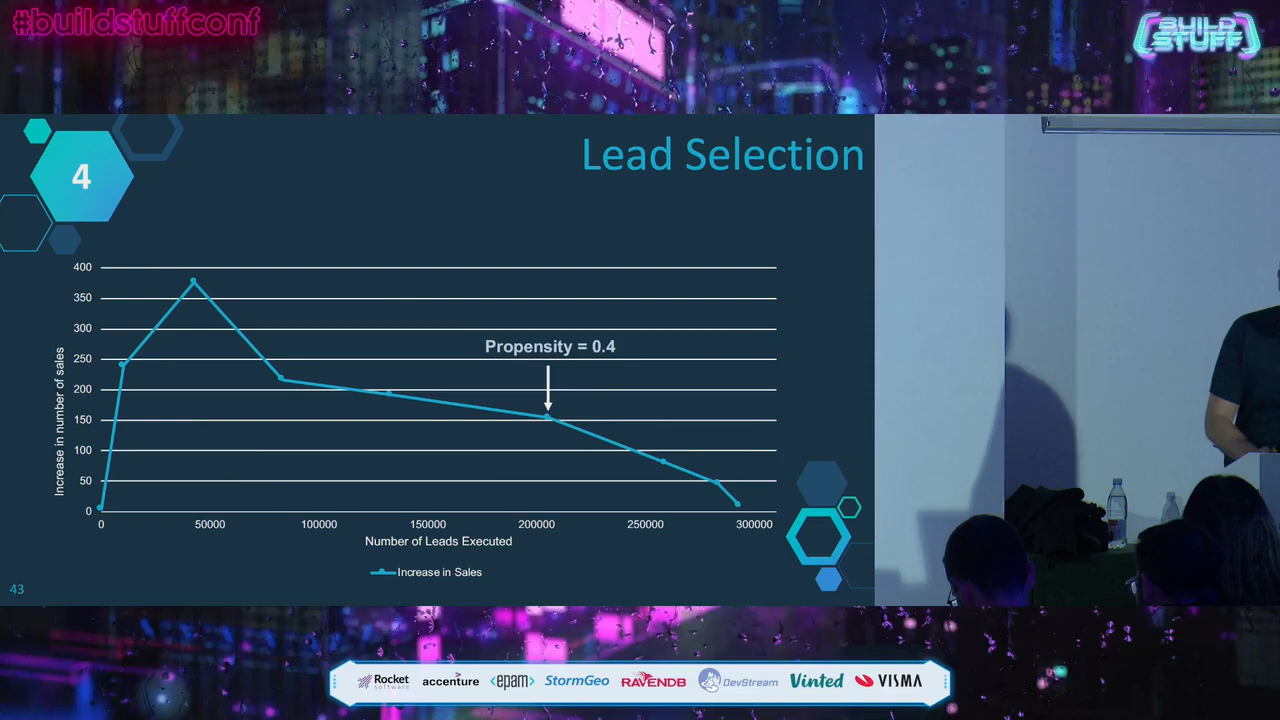 #buildstuffconf
BUILD
STUFF
4
Lead Selection
400
350
300
250
200
150
100
50
0
Increase in number of sales
Propensity = 0.4
0 50000 100000 150000 200000 250000 300000
Number of Leads Executed
Increase in Sales
43
Rocket
software
accenture
<epam>
StormGeo
RAVENDB
DevStream
Vinted
VISMA